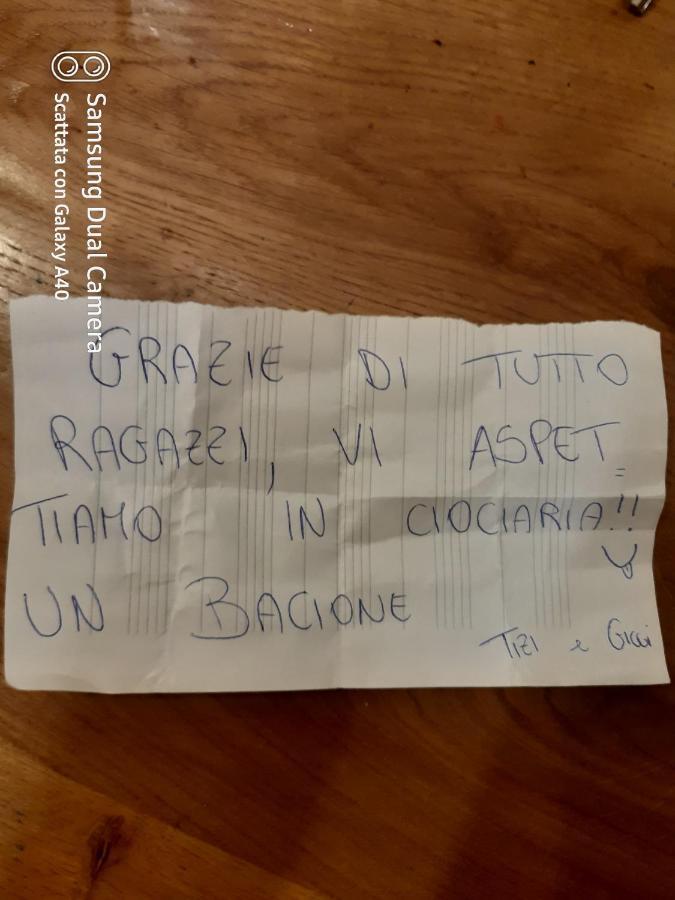 Samsung Dual Camera
Scattata con Galaxy A40
GRAZIE DI TUTTO
RAGAZZI, VI ASPET=
TIAMO IN CIOCIARIA!!
UN BACIONE
TIZI e